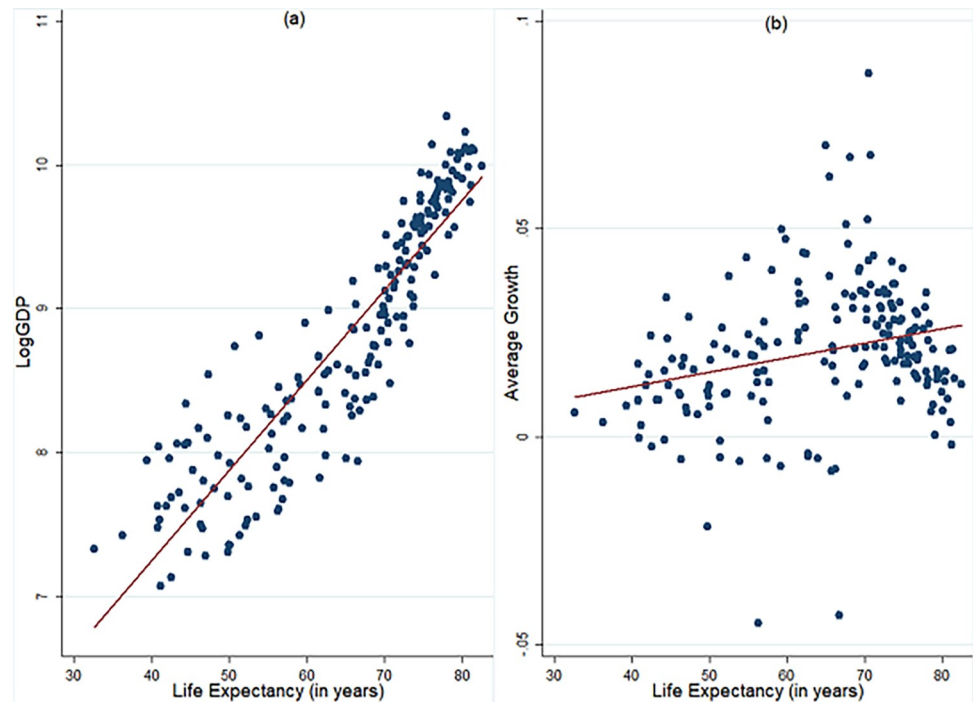 (a)
11
10
9
8
7
LogGDP
30 40 50 60 70 80
Life Expectancy (in years)
(b)
.1
.05
0
-.05
Average Growth
30 40 50 60 70 80
Life Expectancy (in years)